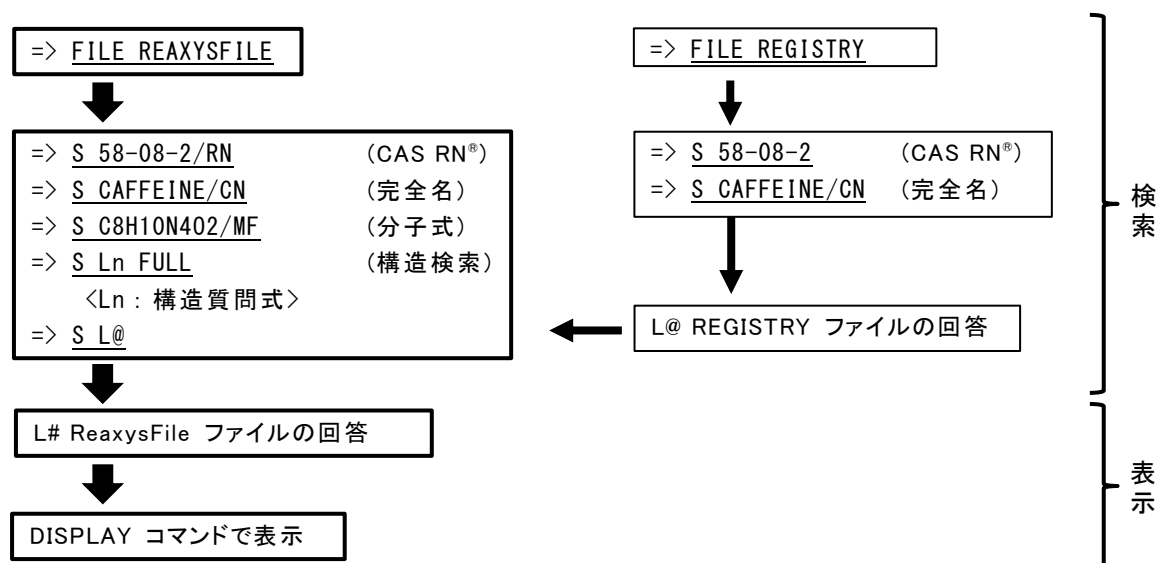 => FILE REAXYSFILE
=> S 58-08-2/RN (CAS RN®)
=> S CAFFEINE/CN (完全名)
=> S C8H10N4O2/MF (分子式)
=> S Ln FULL (構造検索)
<Ln : 構造質問式>
=> S L@
L# ReaxysFile ファイルの回答
DISPLAY コマンドで表示
=> FILE REGISTRY
=> S 58-08-2 (CAS RN®)
=> S CAFFEINE/CN (完全名)
L@ REGISTRY ファイルの回答
検索
表示